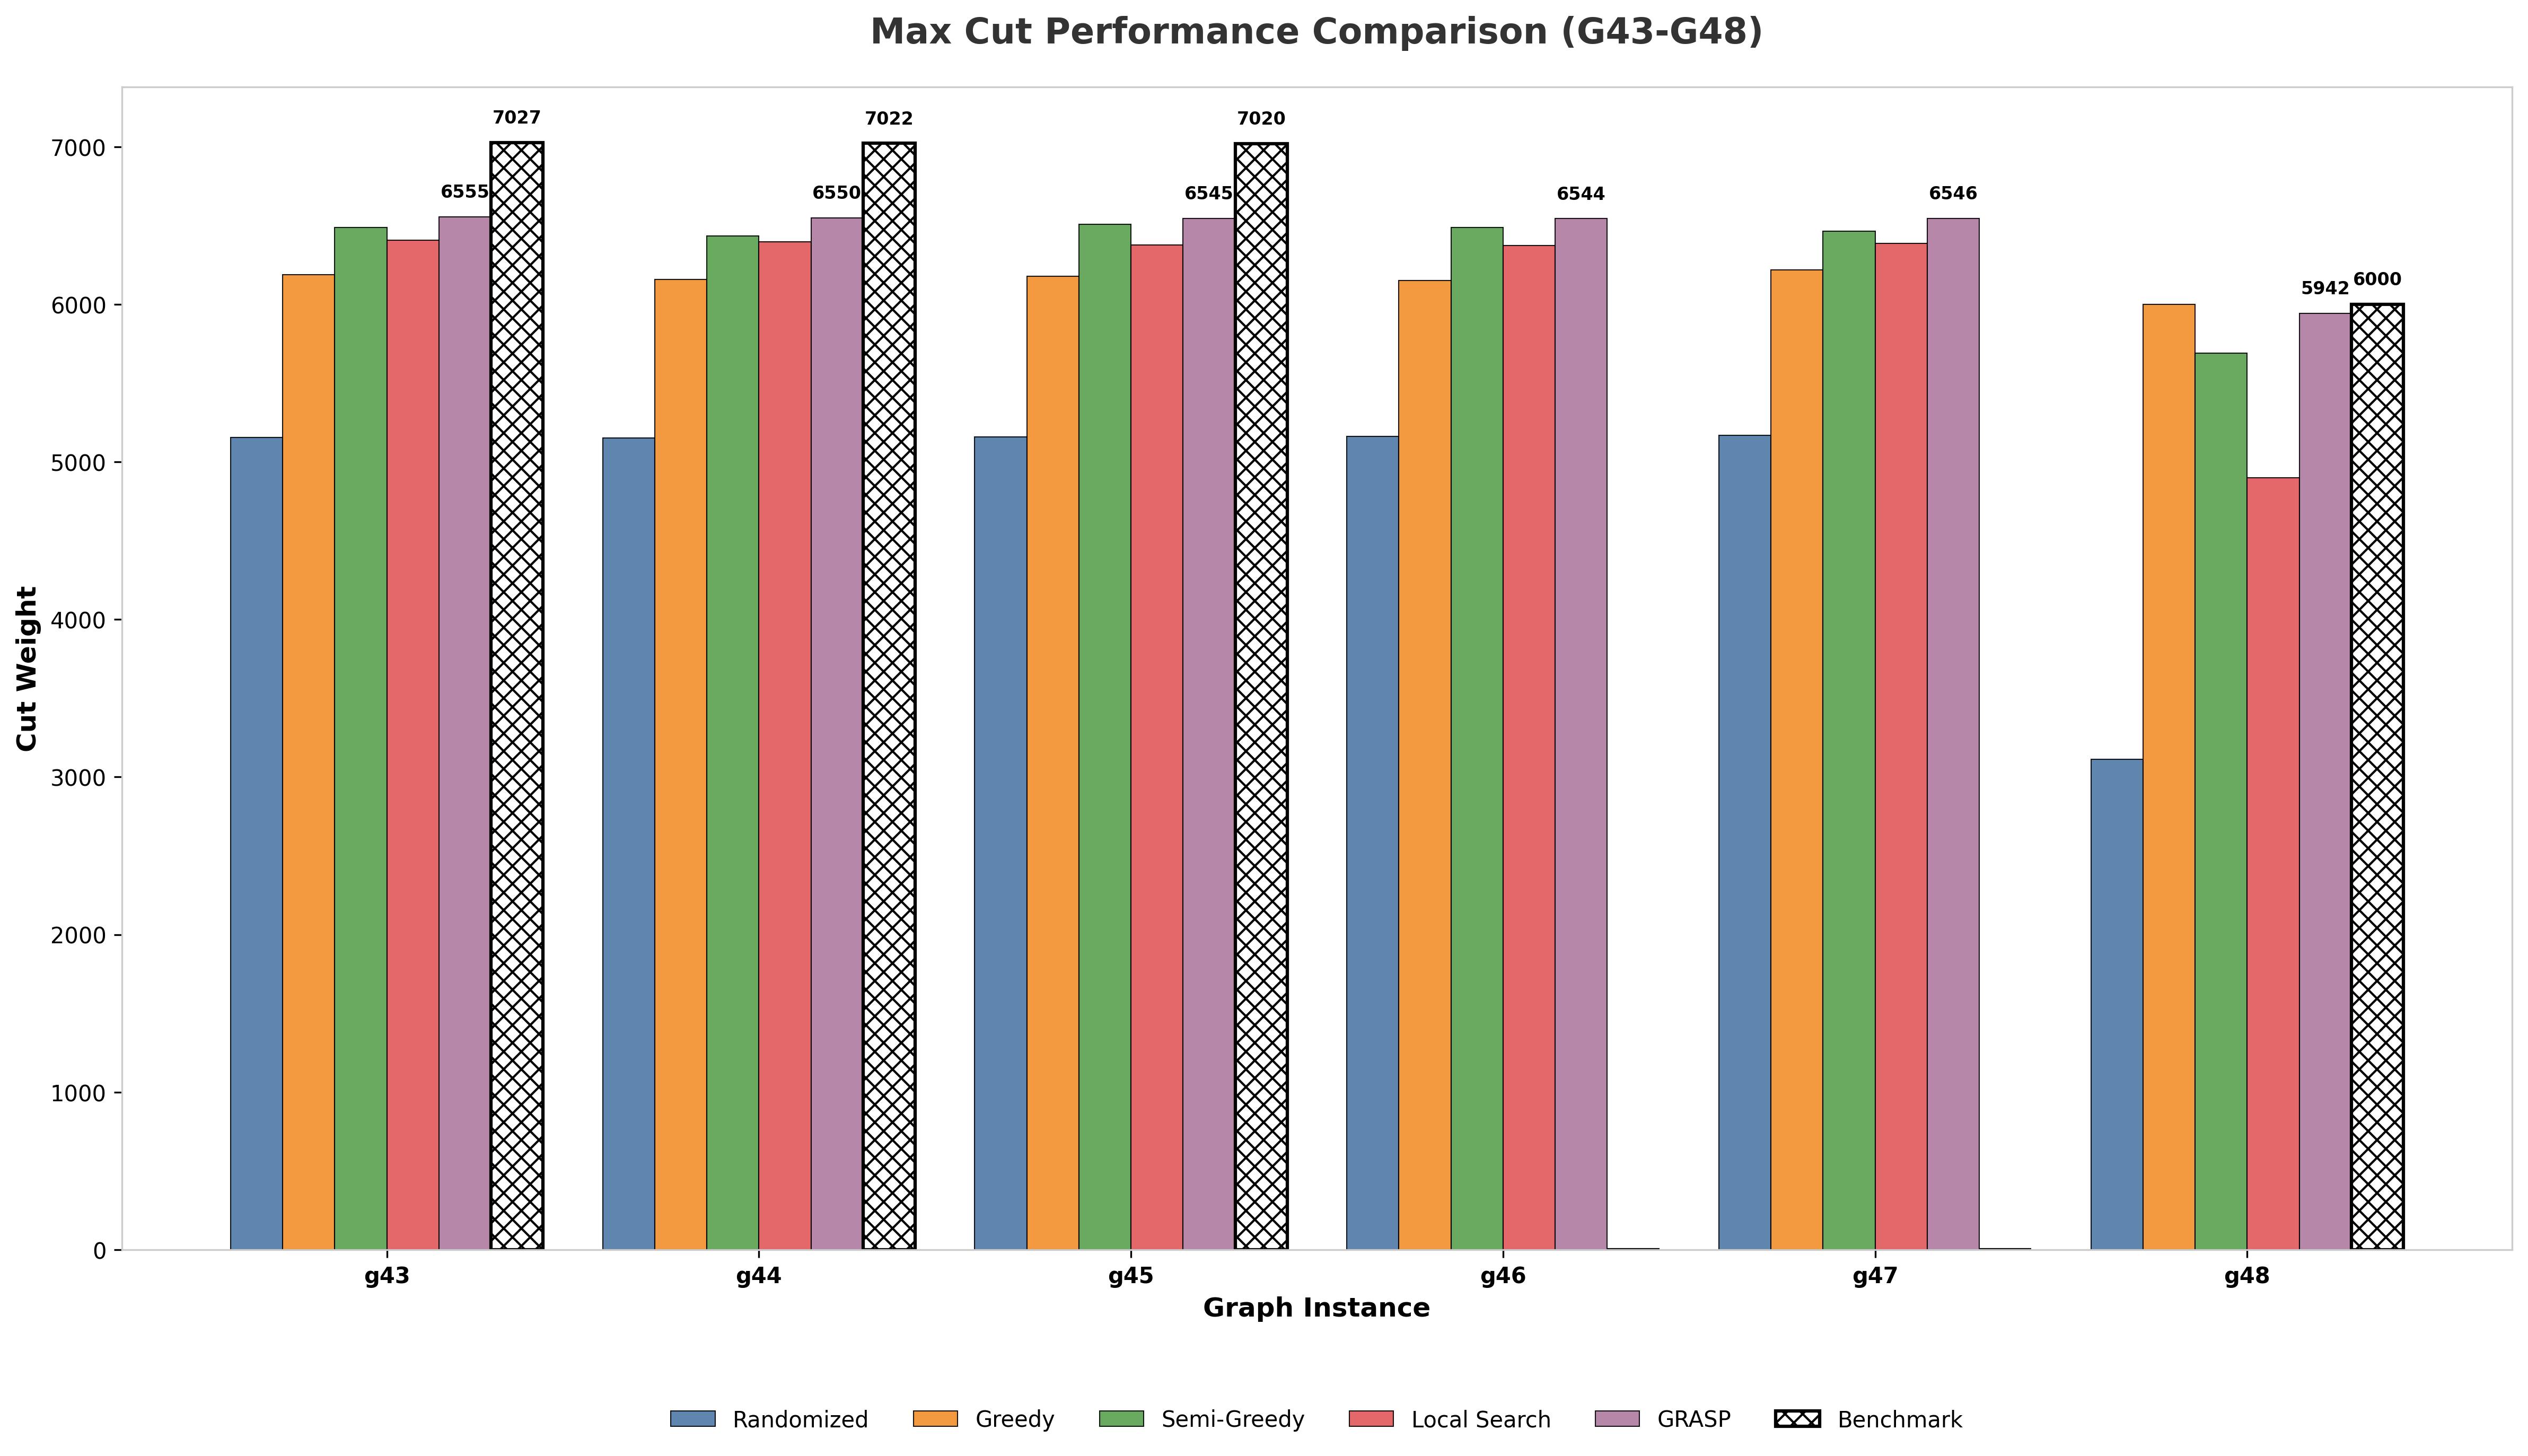 Max Cut Performance Comparison (G43-G48)
7027
7022
7020
6555
6550
6545
6544
6546
5942
6000
7000
6000
5000
4000
3000
2000
1000
0
Cut Weight
g43
g44
g45
g46
g47
g48
Graph Instance
Randomized
Greedy
Semi-Greedy
Local Search
GRASP
Benchmark